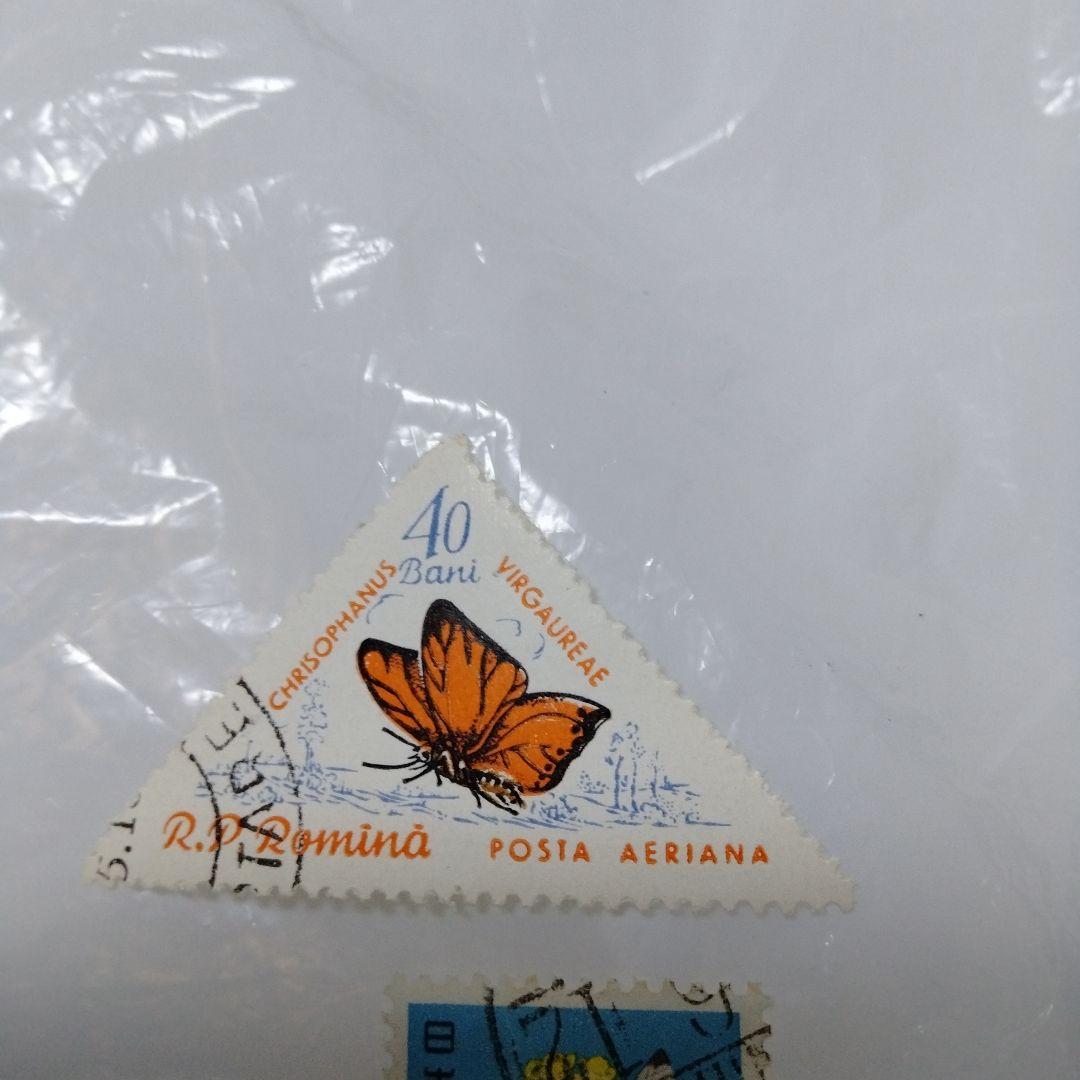 40
Bani
CHRISOPHANUS
VIRGAUREAE
R.P. Romînă
POSTA AERIANA